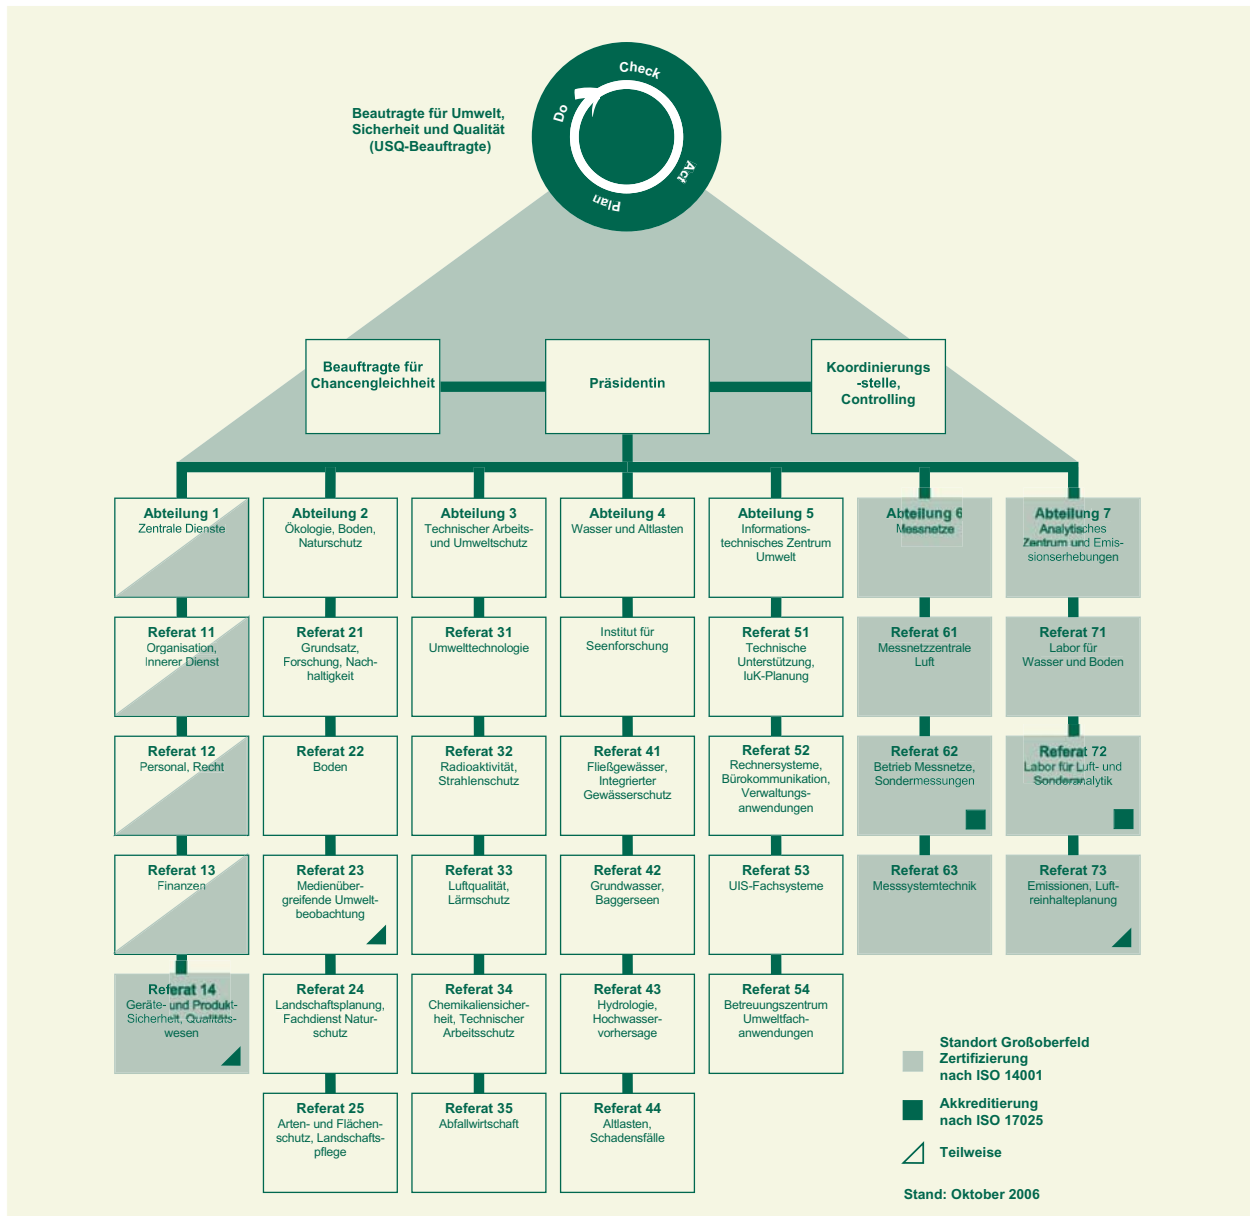 Check
Do
Act
Plan
Beautragte für Umwelt,
Sicherheit und Qualität
(USQ-Beauftragte)
Beauftragte für
Chancengleichheit
Präsidentin
Koordinierungs
-stelle,
Controlling
Abteilung 1
Zentrale Dienste
Abteilung 2
Ökologie, Boden,
Naturschutz
Abteilung 3
Technischer Arbeits-
und Umweltschutz
Abteilung 4
Wasser und Altlasten
Abteilung 5
Informations-
technisches Zentrum
Umwelt
Abteilung 6
Messnetze
Abteilung 7
Analytisches
Zentrum und Emis-
sionserhebungen
Referat 11
Organisation,
Innerer Dienst
Referat 21
Grundsatz,
Forschung, Nach-
haltigkeit
Referat 31
Umwelttechnologie
Institut für
Seenforschung
Referat 51
Technische
Unterstützung,
IuK-Planung
Referat 61
Messnetzzentrale
Luft
Referat 71
Labor für
Wasser und Boden
Referat 12
Personal, Recht
Referat 22
Boden
Referat 32
Radioaktivität,
Strahlenschutz
Referat 41
Fließgewässer,
Integrierter
Gewässerschutz
Referat 52
Rechnersysteme,
Bürokommunikation,
Verwaltungs-
anwendungen
Referat 62
Betrieb Messnetze,
Sondermessungen
Referat 72
Labor für Luft- und
Sonderanalytik
Referat 13
Finanzen
Referat 23
Medienüber-
greifende Umwelt-
beobachtung
Referat 33
Luftqualität,
Lärmschutz
Referat 42
Grundwasser,
Baggerseen
Referat 53
UIS-Fachsysteme
Referat 63
Messsystemtechnik
Referat 73
Emissionen, Luft-
reinhalteplanung
Referat 14
Geräte- und Produkt-
Sicherheit, Qualitäts-
wesen
Referat 24
Landschaftsplanung,
Fachdienst Natur-
schutz
Referat 34
Chemikaliensicher-
heit, Technischer
Arbeitsschutz
Referat 43
Hydrologie,
Hochwasser-
vorhersage
Referat 54
Betreuungszentrum
Umweltfach-
anwendungen
Referat 25
Arten- und Flächen-
schutz, Landschafts-
pflege
Referat 35
Abfallwirtschaft
Referat 44
Altlasten,
Schadensfälle
Standort Großoberfeld
Zertifizierung
nach ISO 14001
Akkreditierung
nach ISO 17025
Teilweise
Stand: Oktober 2006